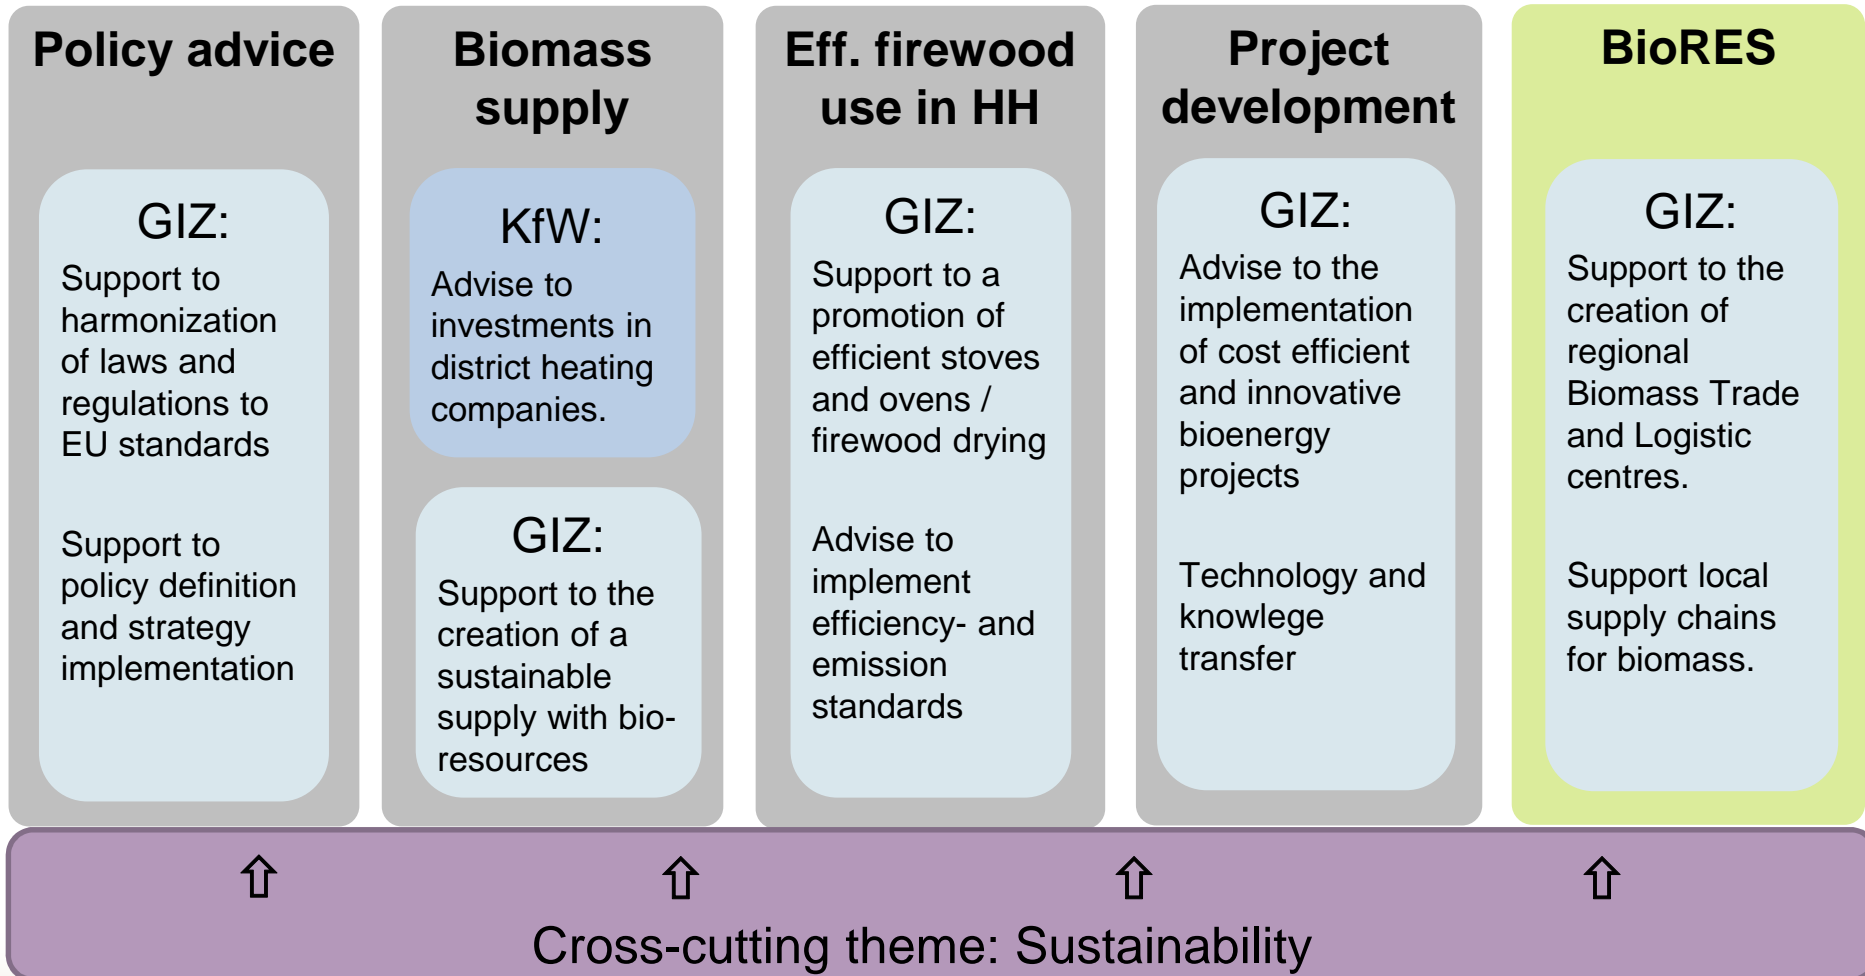 Policy advice
GIZ:
Support to
harmonization
of laws and
regulations to
EU standards
Support to
policy definition
and strategy
implementation
Biomass
supply
KfW:
Advise to
investments in
district heating
companies.
GIZ:
Support to the
creation of a
sustainable
supply with bio-
resources
Eff. firewood
use in HH
GIZ:
Support to a
promotion of
efficient stoves
and ovens /
firewood drying
Advise to
implement
efficiency- and
emission
standards
Project
development
GIZ:
Advise to the
implementation
of cost efficient
and innovative
bioenergy
projects
Technology and
knowlege
transfer
BioRES
GIZ:
Support to the
creation of
regional
Biomass Trade
and Logistic
centres.
Support local
supply chains
for biomass.
Cross-cutting theme: Sustainability